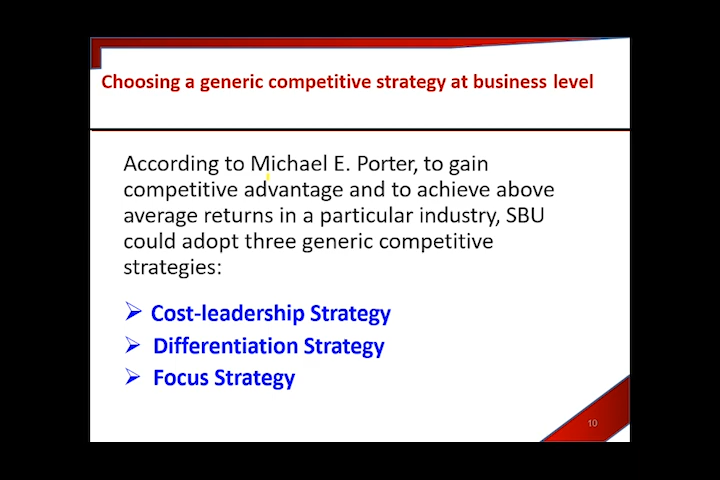 Choosing a generic competitive strategy at business level
According to Michael E. Porter, to gain
competitive advantage and to achieve above
average returns in a particular industry, SBU
could adopt three generic competitive
strategies:
➢ Cost-leadership Strategy
➢ Differentiation Strategy
➢ Focus Strategy
10